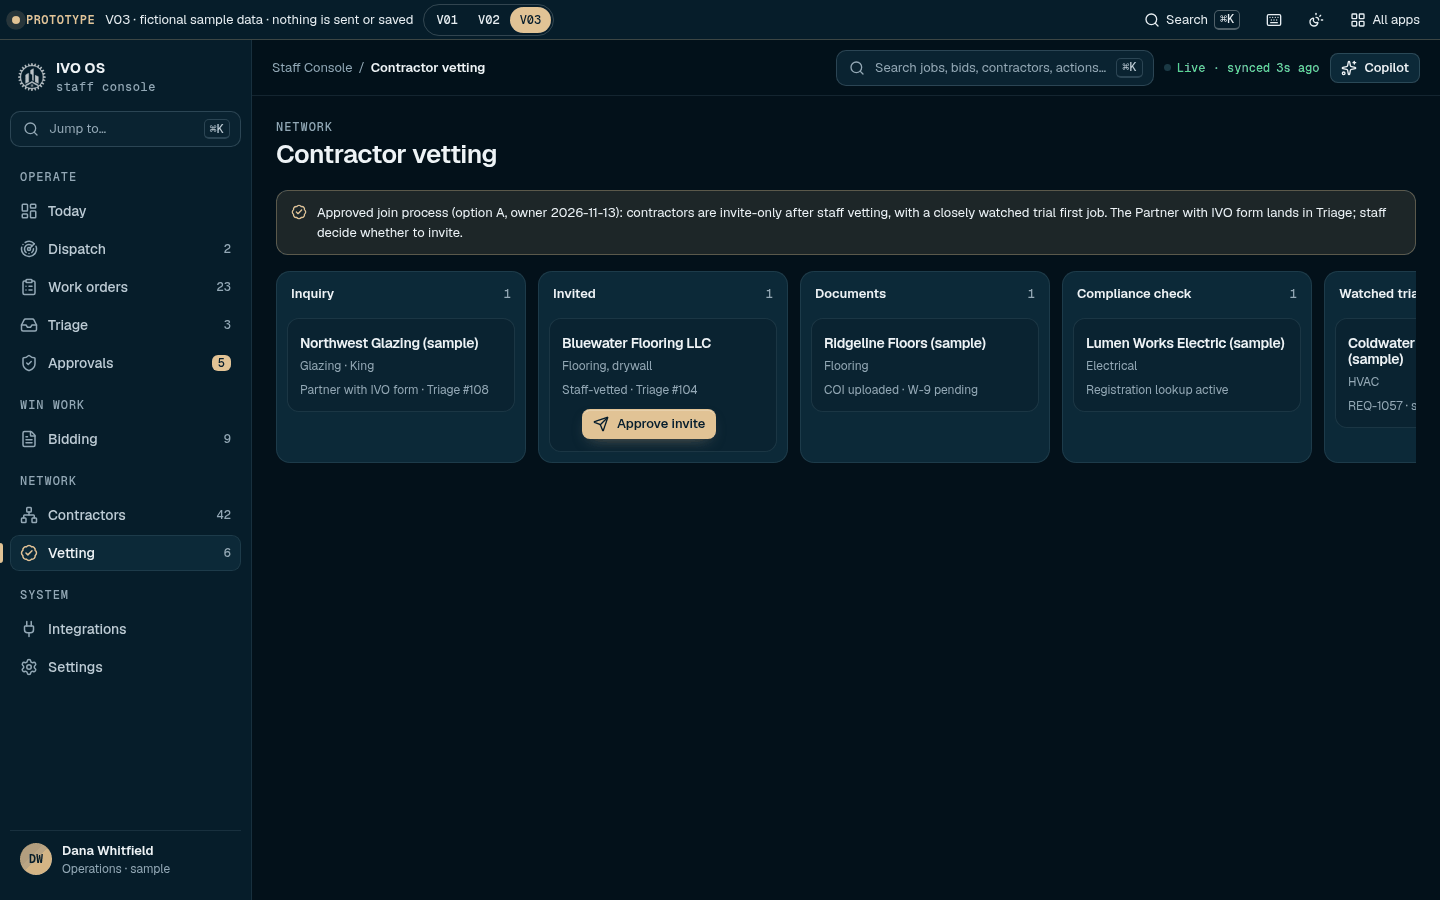 PROTOTYPE V03 · fictional sample data · nothing is sent or saved V01 V02 V03 Search ⌘K All apps
IVO OS
staff console
Jump to... ⌘K
OPERATE
Today
Dispatch 2
Work orders 23
Triage 3
Approvals 5
WIN WORK
Bidding 9
NETWORK
Contractors 42
Vetting 6
SYSTEM
Integrations
Settings
DW Dana Whitfield
Operations · sample
Staff Console / Contractor vetting Search jobs, bids, contractors, actions... ⌘K Live · synced 3s ago Copilot
NETWORK
Contractor vetting
Approved join process (option A, owner 2026-11-13): contractors are invite-only after staff vetting, with a closely watched trial first job. The Partner with IVO form lands in Triage; staff
decide whether to invite.
Inquiry 1
Northwest Glazing (sample)
Glazing · King
Partner with IVO form · Triage #108
Invited 1
Bluewater Flooring LLC
Flooring, drywall
Staff-vetted · Triage #104
Approve invite
Documents 1
Ridgeline Floors (sample)
Flooring
COI uploaded · W-9 pending
Compliance check 1
Lumen Works Electric (sample)
Electrical
Registration lookup active
Watched tria
Coldwater
(sample)
HVAC
REQ-1057 · s